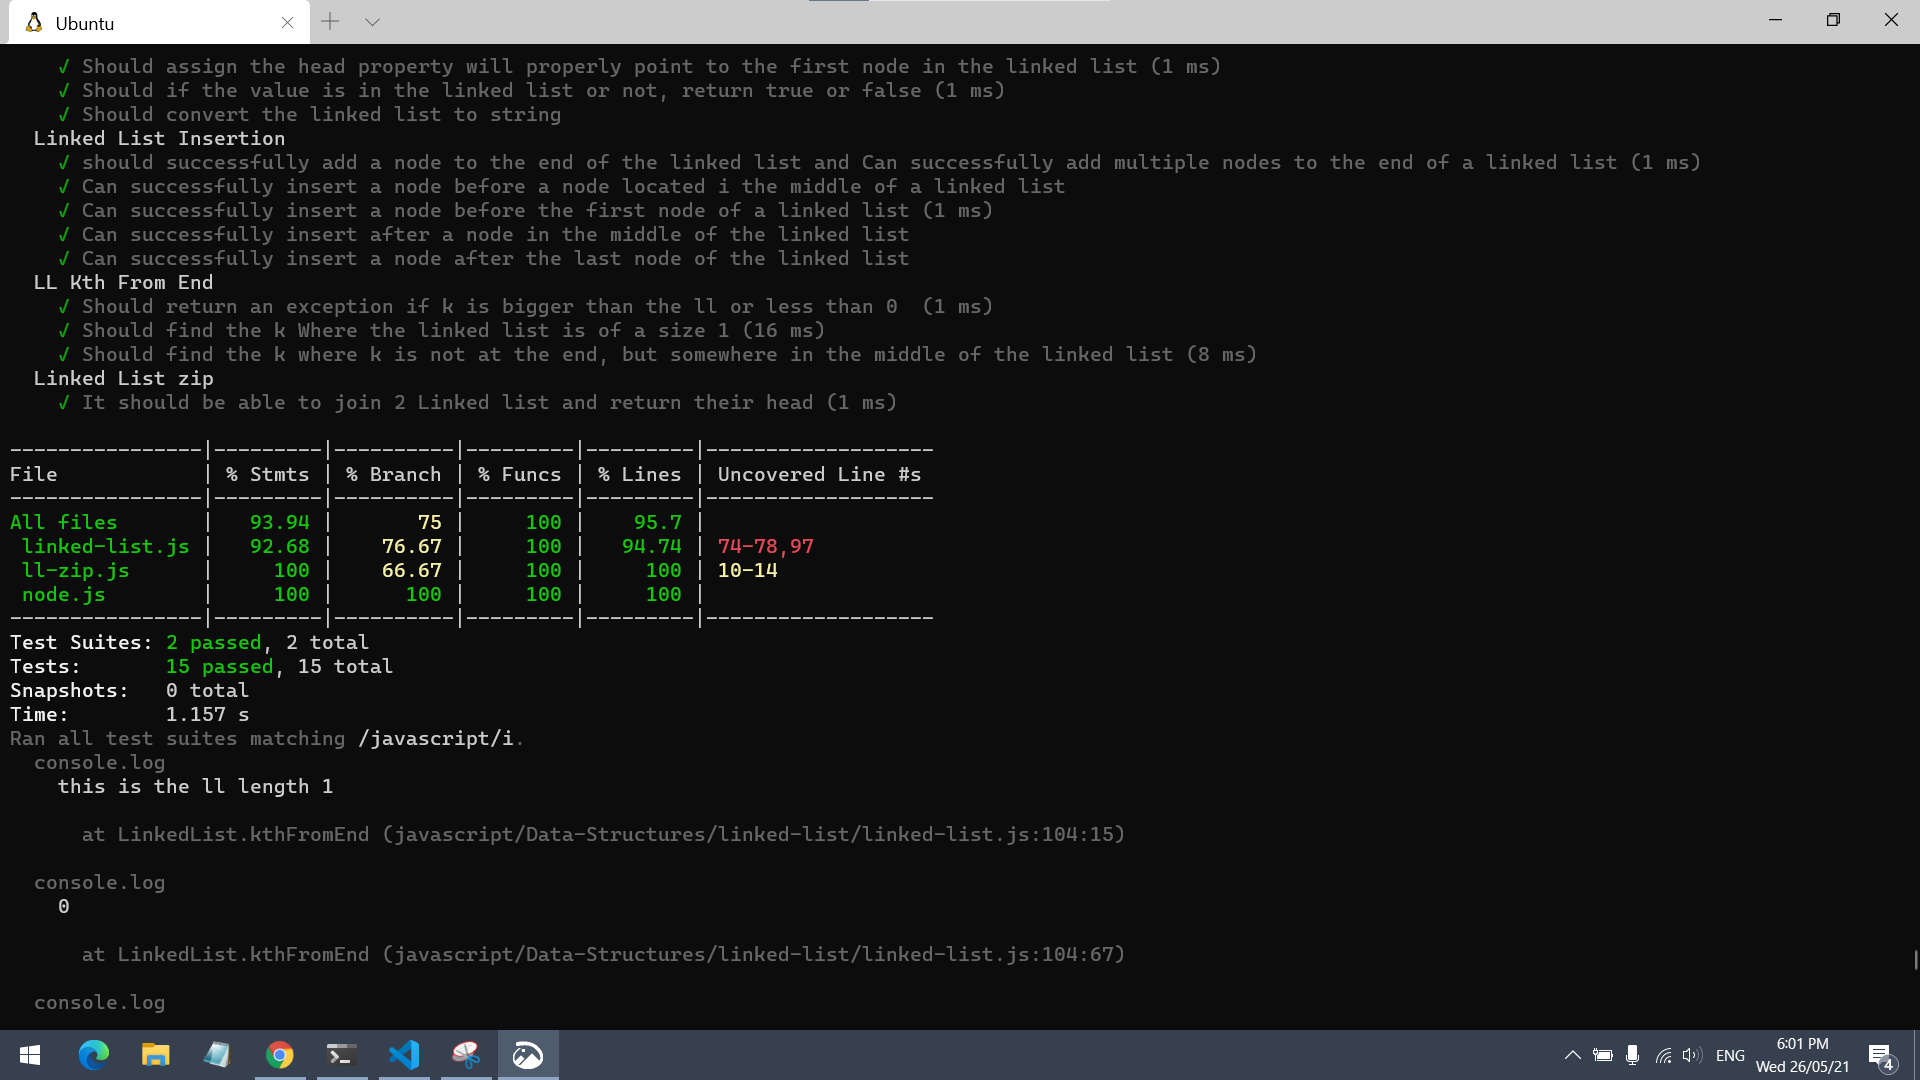 Ubuntu
√ Should assign the head property will properly point to the first node in the linked list (1 ms)
√ Should if the value is in the linked list or not, return true or false (1 ms)
√ Should convert the linked list to string
Linked List Insertion
√ should successfully add a node to the end of the linked list and Can successfully add multiple nodes to the end of a linked list (1 ms)
√ Can successfully insert a node before a node located i the middle of a linked list
√ Can successfully insert a node before the first node of a linked list (1 ms)
√ Can successfully insert after a node in the middle of the linked list
√ Can successfully insert a node after the last node of the linked list
LL Kth From End
√ Should return an exception if k is bigger than the ll or less than 0  (1 ms)
√ Should find the k Where the linked list is of a size 1 (16 ms)
√ Should find the k where k is not at the end, but somewhere in the middle of the linked list (8 ms)
Linked List zip
√ It should be able to join 2 Linked list and return their head (1 ms)
----------------|---------|----------|---------|---------|-------------------
File            | % Stmts | % Branch | % Funcs | % Lines | Uncovered Line #s
----------------|---------|----------|---------|---------|-------------------
All files       |   93.94 |       75 |     100 |    95.7 |
linked-list.js |   92.68 |    76.67 |     100 |   94.74 | 74-78,97
ll-zip.js      |     100 |    66.67 |     100 |     100 | 10-14
node.js        |     100 |      100 |     100 |     100 |
----------------|---------|----------|---------|---------|-------------------
Test Suites: 2 passed, 2 total
Tests:       15 passed, 15 total
Snapshots:   0 total
Time:        1.157 s
Ran all test suites matching /javascript/i.
console.log
this is the ll length 1
at LinkedList.kthFromEnd (javascript/Data-Structures/linked-list/linked-list.js:104:15)
console.log
0
at LinkedList.kthFromEnd (javascript/Data-Structures/linked-list/linked-list.js:104:67)
console.log
ENG
6:01 PM
Wed 26/05/21
4